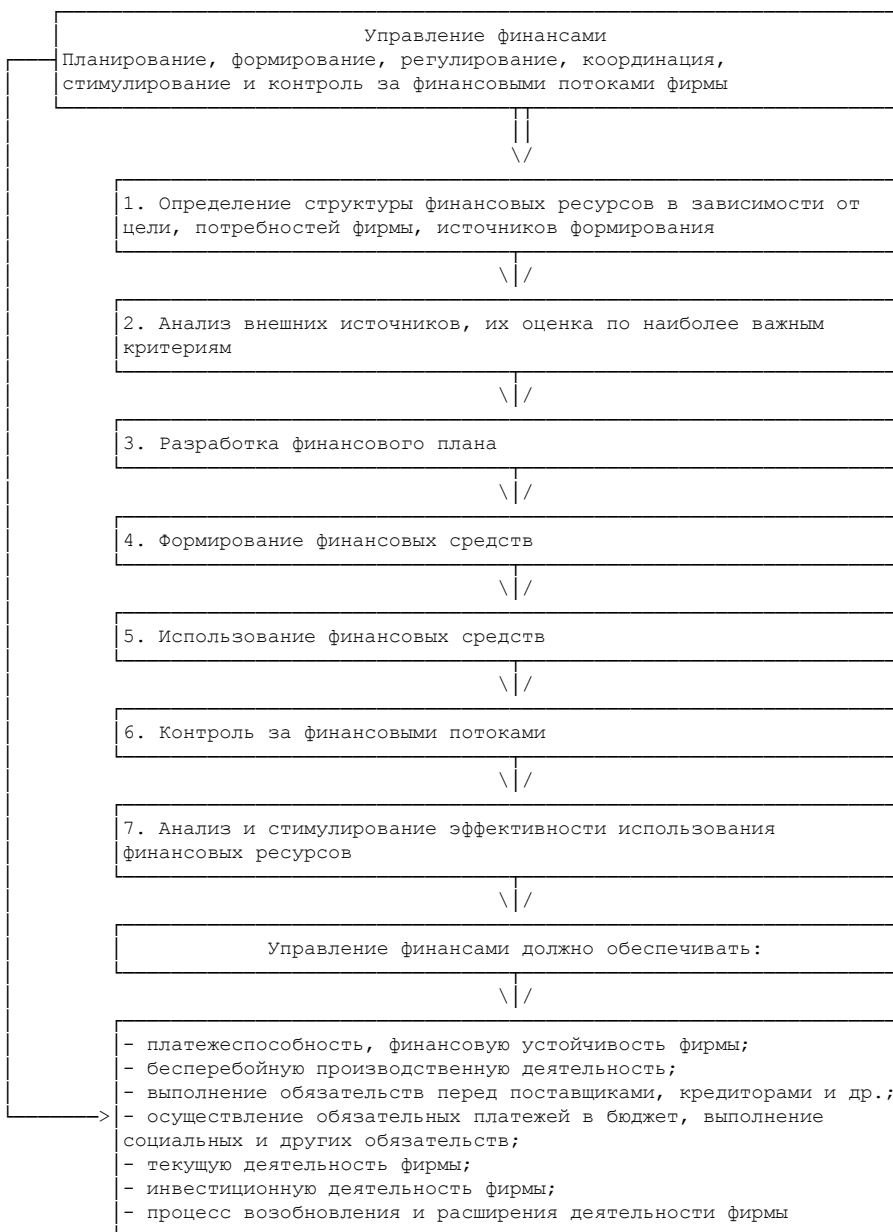 Управление финансами
Планирование, формирование, регулирование, координация,
стимулирование и контроль за финансовыми потоками фирмы
1. Определение структуры финансовых ресурсов в зависимости от
цели, потребностей фирмы, источников формирования
2. Анализ внешних источников, их оценка по наиболее важным
критериям
3. Разработка финансового плана
4. Формирование финансовых средств
5. Использование финансовых средств
6. Контроль за финансовыми потоками
7. Анализ и стимулирование эффективности использования
финансовых ресурсов
Управление финансами должно обеспечивать:
- платежеспособность, финансовую устойчивость фирмы;
- бесперебойную производственную деятельность;
- выполнение обязательств перед поставщиками, кредиторами и др.;
- осуществление обязательных платежей в бюджет, выполнение
социальных и других обязательств;
- текущую деятельность фирмы;
- инвестиционную деятельность фирмы;
- процесс возобновления и расширения деятельности фирмы